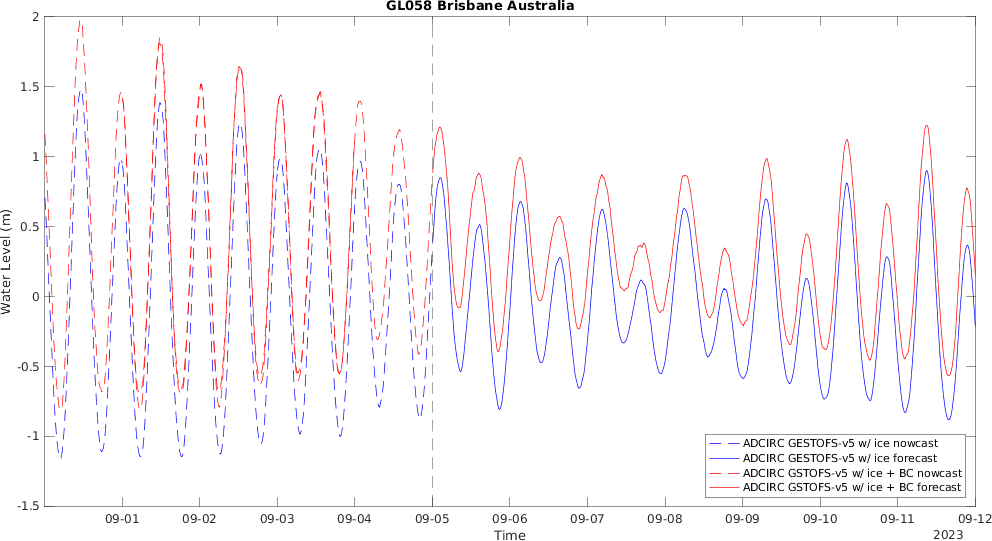 GL058 Brisbane Australia
2
1.5
1
0.5
0
-0.5
-1
-1.5
Water Level (m)
ADCIRC GESTOFS-v5 w/ ice nowcast
ADCIRC GESTOFS-v5 w/ ice forecast
ADCIRC GSTOFS-v5 w/ ice + BC nowcast
ADCIRC GSTOFS-v5 w/ ice + BC forecast
09-01 09-02 09-03 09-04 09-05 09-06 09-07 09-08 09-09 09-10 09-11 09-12
Time
2023